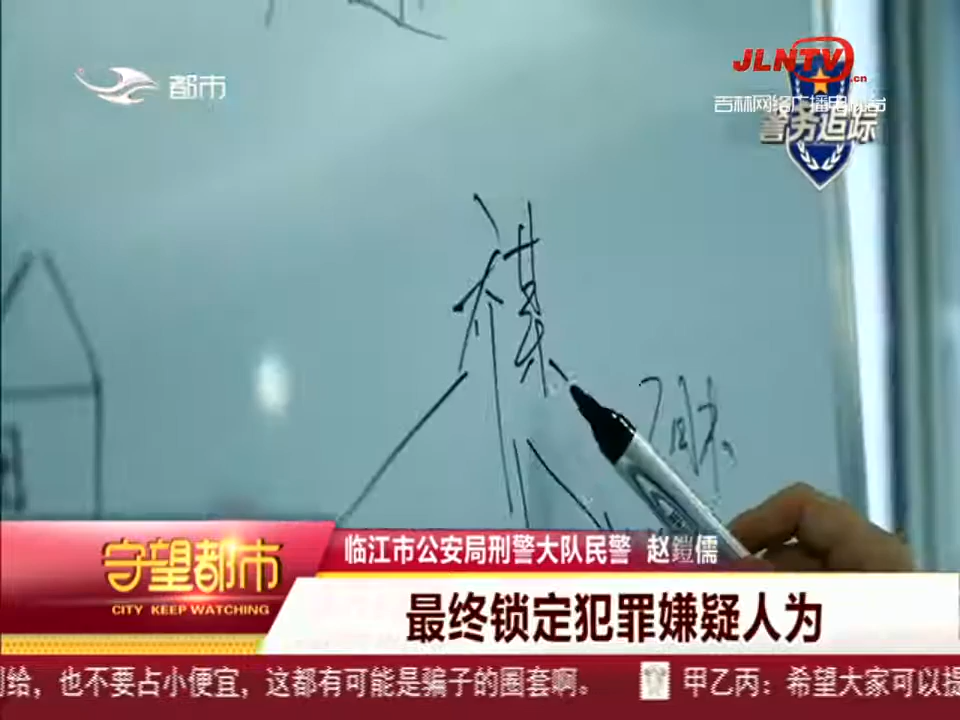 都市
JLNTV.cn
吉林网络广播电视台
警务追踪
祺
守望都市
CITY KEEP WATCHING
临江市公安局刑警大队民警 赵鎧儒
最终锁定犯罪嫌疑人为
给，也不要占小便宜，这都有可能是骗子的圈套啊。 甲乙丙：希望大家可以提